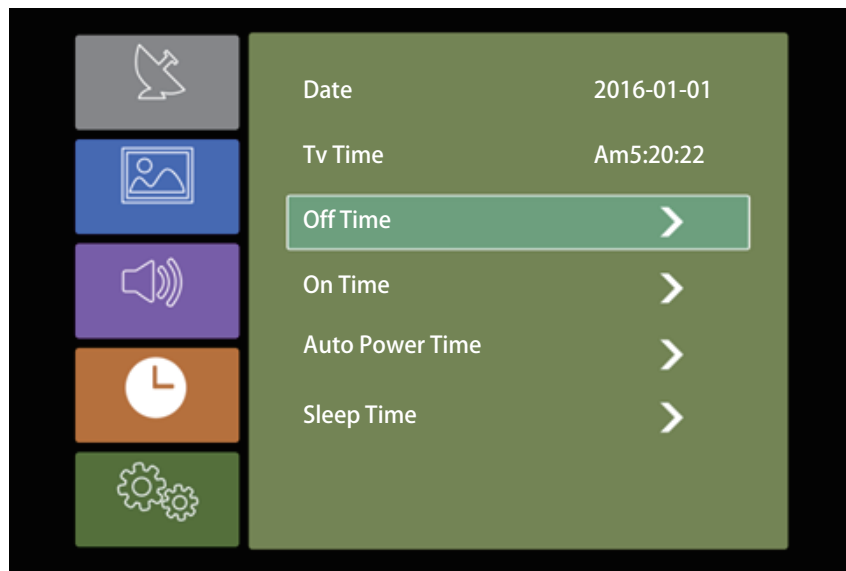 Date 2016-01-01
Tv Time Am5:20:22
Off Time
On Time
Auto Power Time
Sleep Time